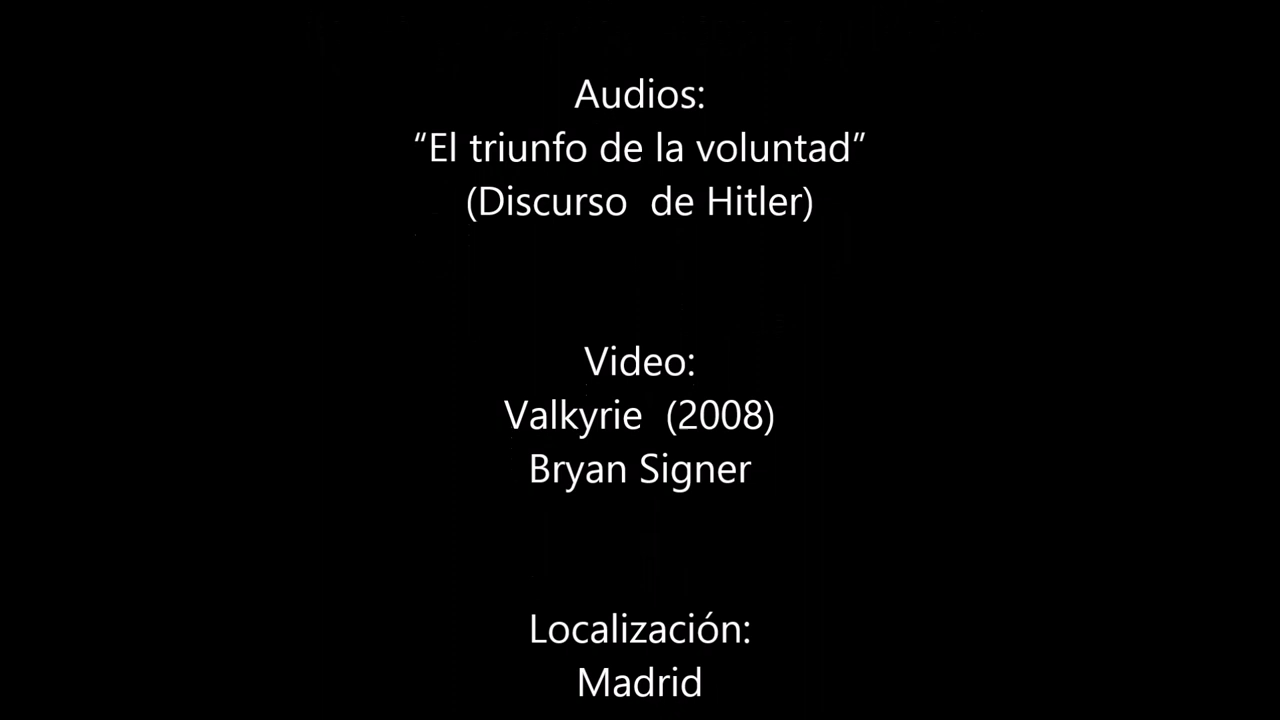 Audios:
“El triunfo de la voluntad”
(Discurso  de Hitler)
Video:
Valkyrie  (2008)
Bryan Signer
Localización:
Madrid